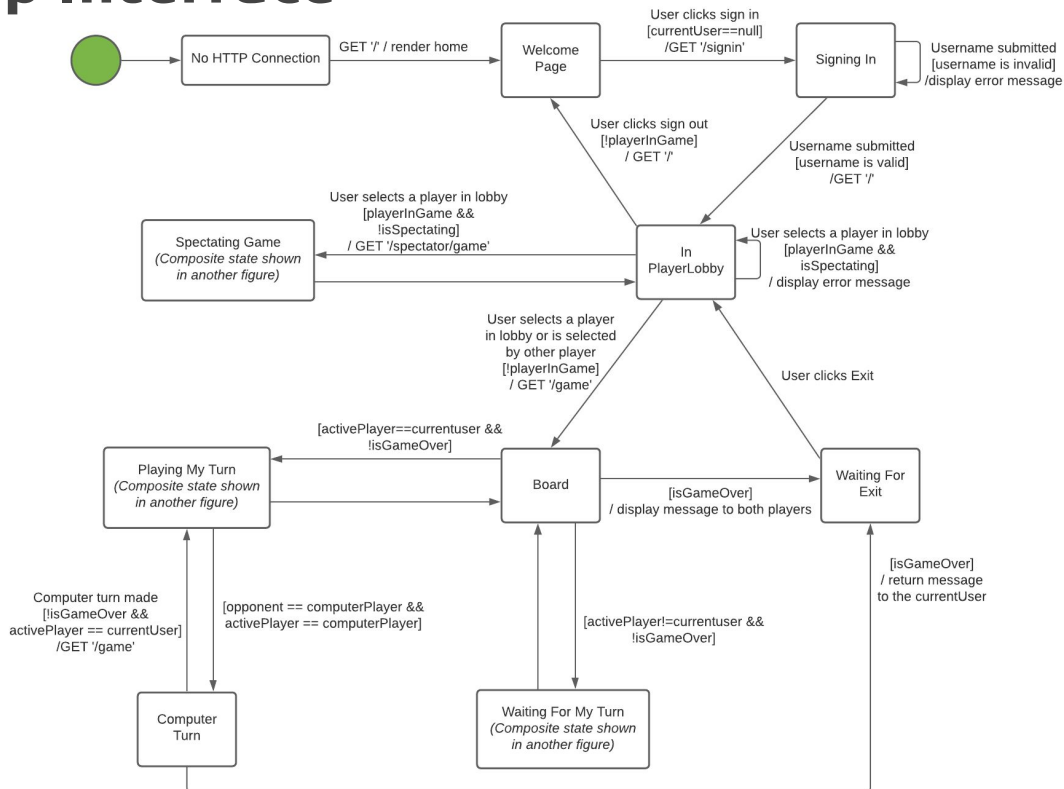 No HTTP Connection
GET '/' / render home
Welcome
Page
User clicks sign in
[currentUser==null]
/GET '/signin'
Signing In
Username submitted
[username is invalid]
/display error message
User clicks sign out
[!playerInGame]
/ GET '/'
Username submitted
[username is valid]
/GET '/'
User selects a player in lobby
[playerInGame &&
!isSpectating]
/ GET '/spectator/game'
Spectating Game
(Composite state shown
in another figure)
In
PlayerLobby
User selects a player in lobby
[playerInGame &&
isSpectating]
/ display error message
User selects a player
in lobby or is selected
by other player
[!playerInGame]
/ GET '/game'
User clicks Exit
[activePlayer==currentuser &&
!isGameOver]
Playing My Turn
(Composite state shown
in another figure)
Board
[isGameOver]
/ display message to both players
Waiting For
Exit
Computer turn made
[!isGameOver &&
activePlayer == currentUser]
/GET '/game'
[opponent == computerPlayer &&
activePlayer == computerPlayer]
[activePlayer!=currentuser &&
!isGameOver]
[isGameOver]
/ return message
to the currentUser
Computer
Turn
Waiting For My Turn
(Composite state shown
in another figure)